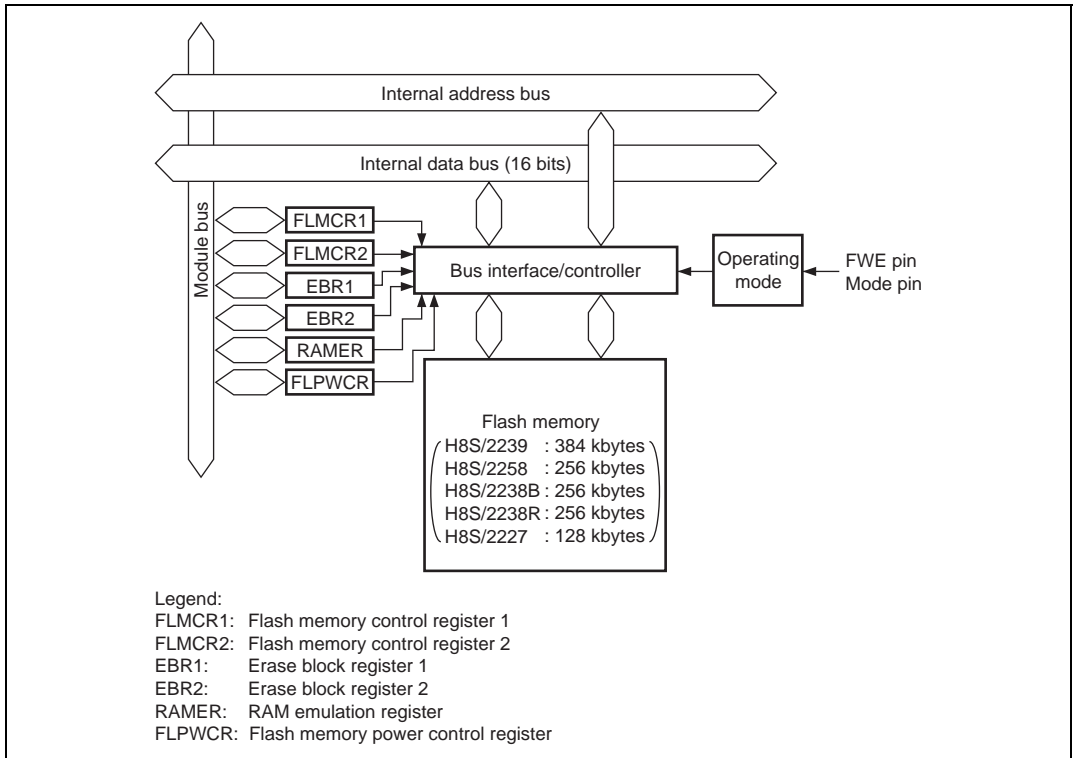 Internal address bus
Internal data bus (16 bits)
Module bus
FLMCR1
FLMCR2
EBR1
EBR2
RAMER
FLPWCR
Bus interface/controller
Operating
mode
FWE pin
Mode pin
Flash memory
H8S/2239 : 384 kbytes
H8S/2258 : 256 kbytes
H8S/2238B : 256 kbytes
H8S/2238R : 256 kbytes
H8S/2227 : 128 kbytes
Legend:
FLMCR1: Flash memory control register 1
FLMCR2: Flash memory control register 2
EBR1: Erase block register 1
EBR2: Erase block register 2
RAMER: RAM emulation register
FLPWCR: Flash memory power control register